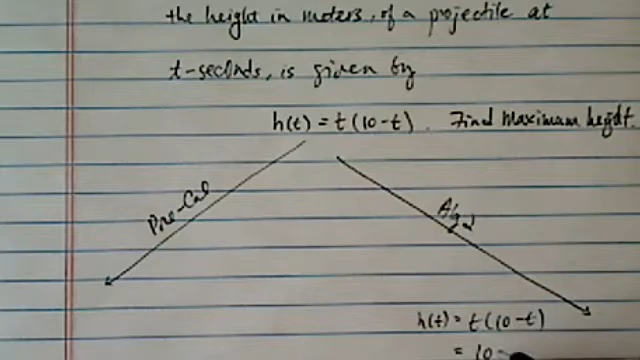 the height in meters, of a projectile at
t-seconds, is given by
h(t) = t(10-t). Find Maximum height.
Pre-Cal
Alg 2
h(t) = t(10-t)
= 10